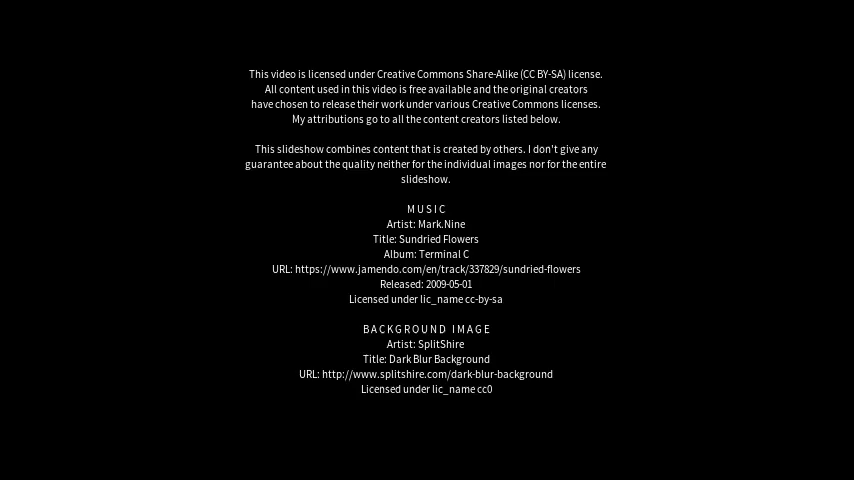 This video is licensed under Creative Commons Share-Alike (CC BY-SA) license.
All content used in this video is free available and the original creators
have chosen to release their work under various Creative Commons licenses.
My attributions go to all the content creators listed below.
This slideshow combines content that is created by others. I don't give any
guarantee about the quality neither for the individual images nor for the entire
slideshow.
MUSIC
Artist: Mark.Nine
Title: Sundried Flowers
Album: Terminal C
URL: https://www.jamendo.com/en/track/337829/sundried-flowers
Released: 2009-05-01
Licensed under lic_name cc-by-sa
BACKGROUND IMAGE
Artist: SplitShire
Title: Dark Blur Background
URL: http://www.splitshire.com/dark-blur-background
Licensed under lic_name cc0